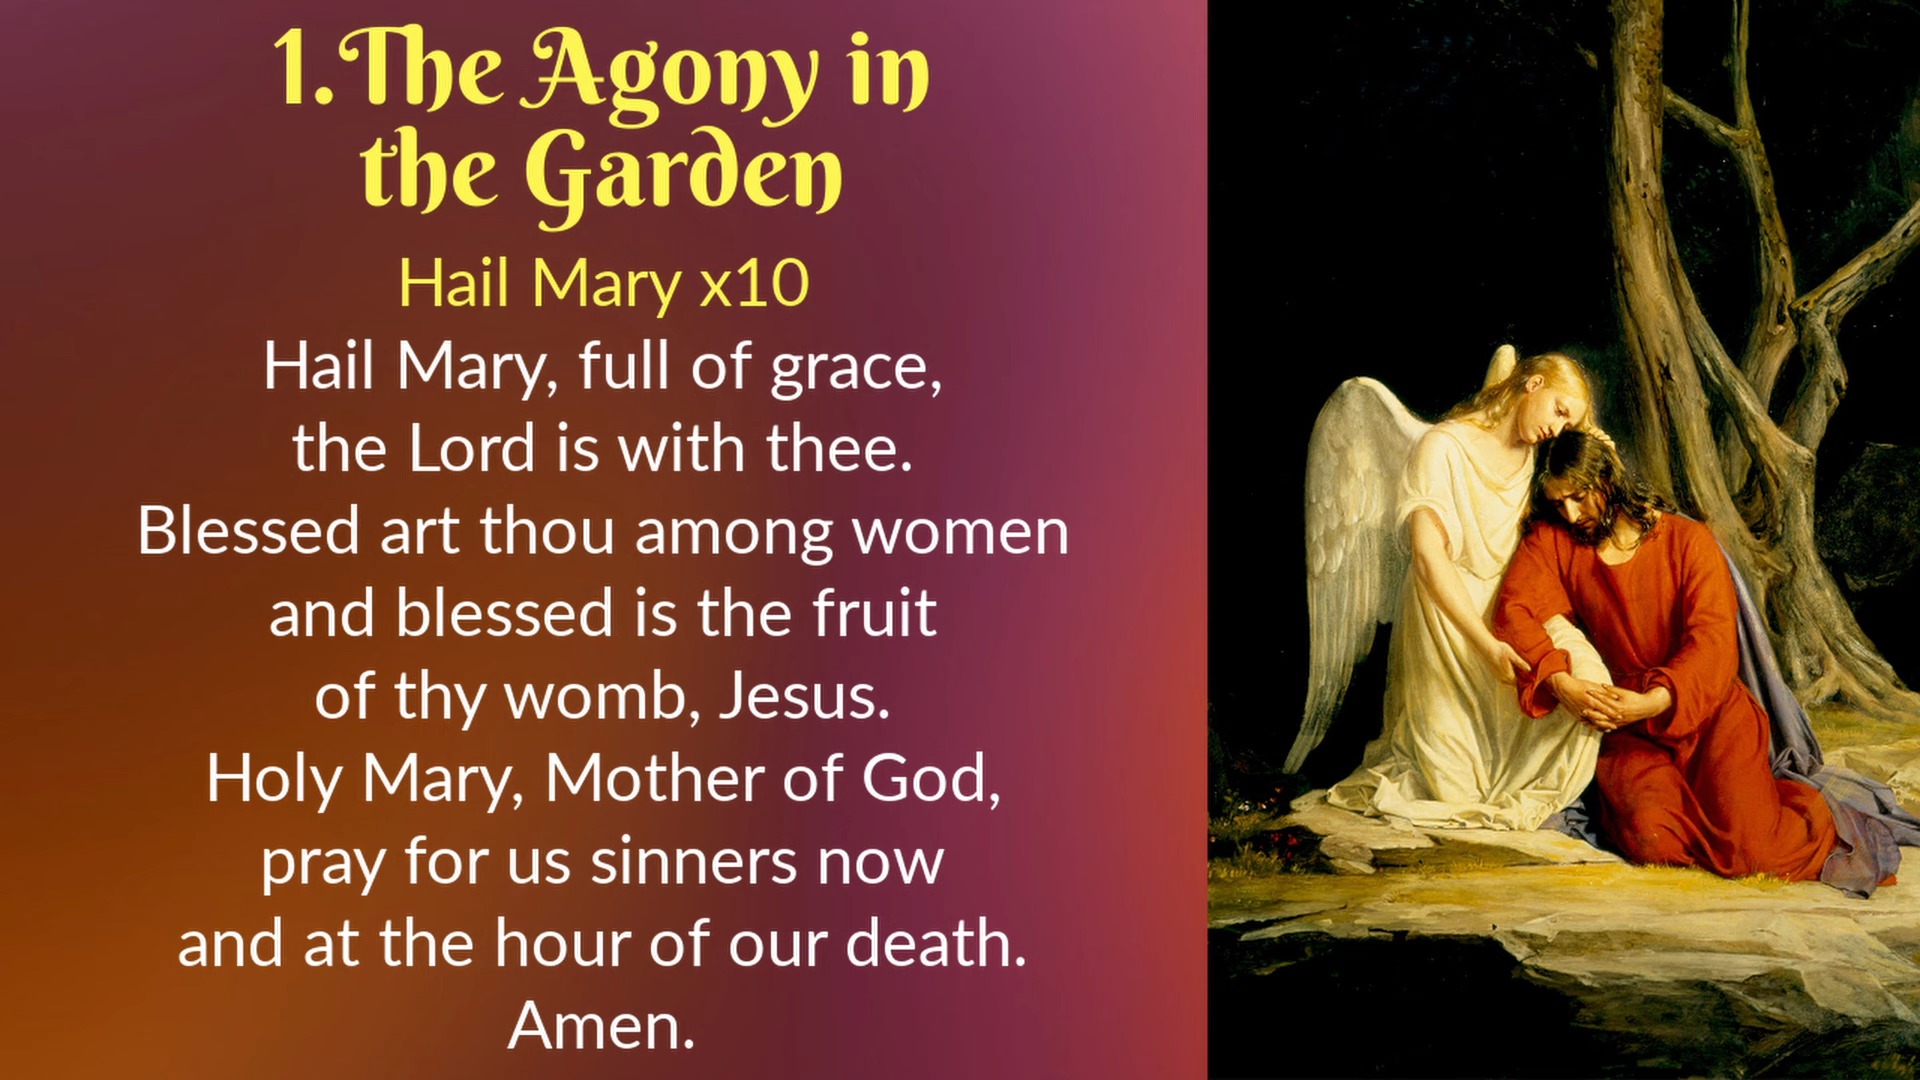 1.The Agony in
the Garden
Hail Mary x10
Hail Mary, full of grace,
the Lord is with thee.
Blessed art thou among women
and blessed is the fruit
of thy womb, Jesus.
Holy Mary, Mother of God,
pray for us sinners now
and at the hour of our death.
Amen.